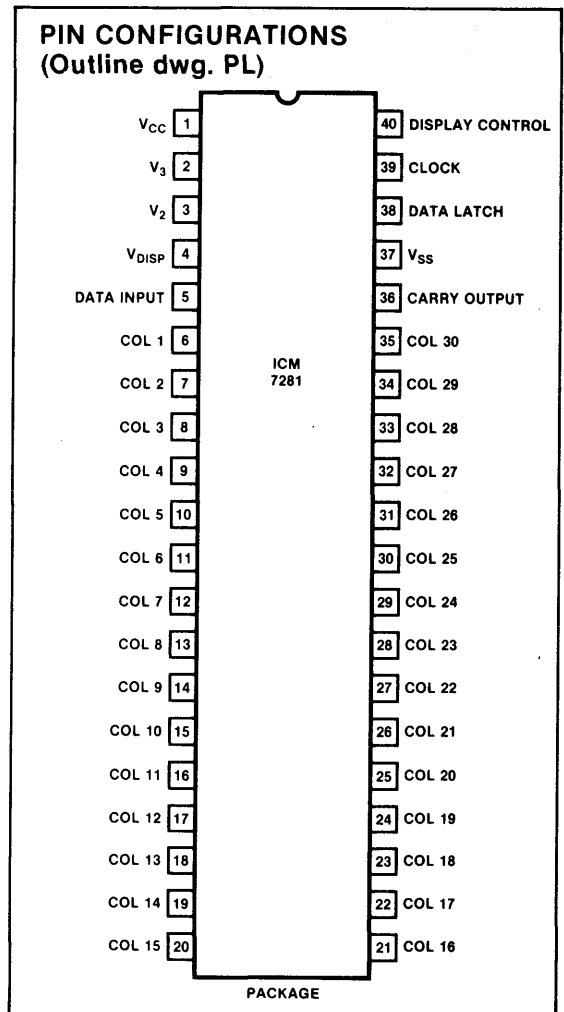 PIN CONFIGURATIONS
(Outline dwg. PL)
VCC 1
V3 2
V2 3
VDISP 4
DATA INPUT 5
COL 1 6
COL 2 7
COL 3 8
COL 4 9
COL 5 10
COL 6 11
COL 7 12
COL 8 13
COL 9 14
COL 10 15
COL 11 16
COL 12 17
COL 13 18
COL 14 19
COL 15 20
ICM
7281
40 DISPLAY CONTROL
39 CLOCK
38 DATA LATCH
37 VSS
36 CARRY OUTPUT
35 COL 30
34 COL 29
33 COL 28
32 COL 27
31 COL 26
30 COL 25
29 COL 24
28 COL 23
27 COL 22
26 COL 21
25 COL 20
24 COL 19
23 COL 18
22 COL 17
21 COL 16
PACKAGE